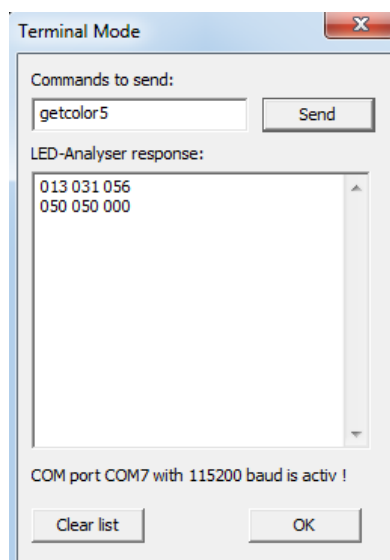 Terminal Mode
Commands to send:
getcolor5
Send
LED-Analyser response:
013 031 056
050 050 000
COM port COM7 with 115200 baud is activ !
Clear list
OK